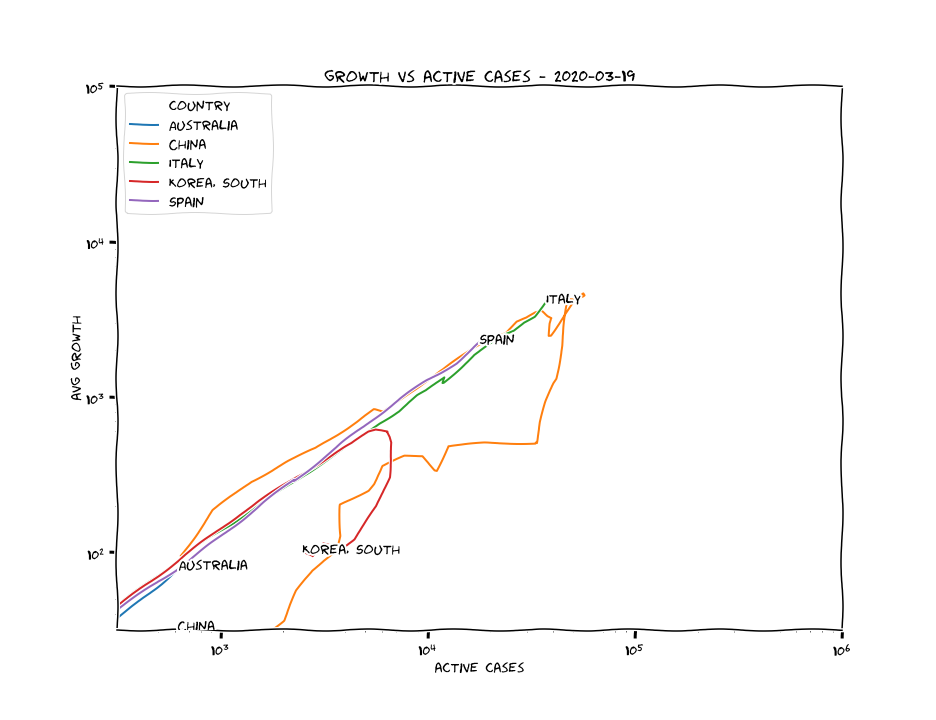 GROWTH VS ACTIVE CASES - 2020-03-19
10⁵
10⁴
10³
10²
AVG GROWTH
COUNTRY
AUSTRALIA
CHINA
ITALY
KOREA, SOUTH
SPAIN
ITALY
SPAIN
KOREA, SOUTH
AUSTRALIA
CHINA
10³ 10⁴ 10⁵ 10⁶
ACTIVE CASES